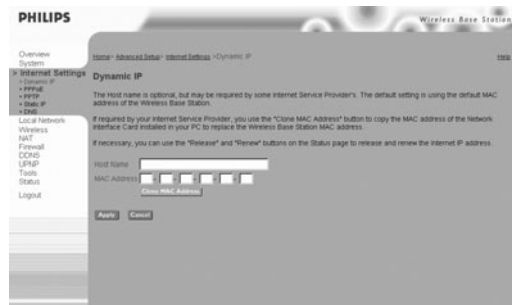 PHILIPS
Wireless Base Station
Overview
System
> Internet Settings
• Dynamic IP
• PPPoE
• PPTP
• Static IP
• DNS
Local Network
Wireless
NAT
Firewall
DDNS
UPNP
Tools
Status
Logout
Home> Advanced Setup> Internet Settings >Dynamic IP
Help
Dynamic IP
The Host name is optional, but may be required by some Internet Service Provider's. The default setting is using the default MAC
address of the Wireless Base Station.
If required by your Internet Service Provider, you use the "Clone MAC Address" button to copy the MAC address of the Network
Interface Card installed in your PC to replace the Wireless Base Station MAC address.
If necessary, you can use the "Release" and "Renew" buttons on the Status page to release and renew the Internet IP address.
Host Name
MAC Address
Clone MAC Address
Apply
Cancel